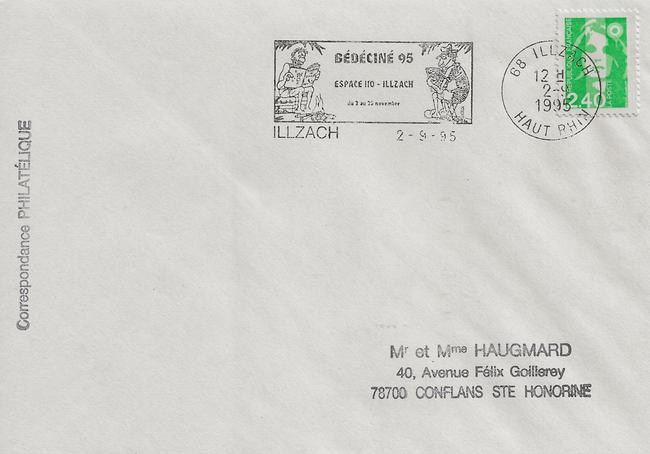 BÉDÉCINÉ 95
ESPACE 110 - ILLZACH
du 2 au 25 novembre
ILLZACH 2-9-95
68 ILLZACH
12 H
2-9
1995
HAUT RHIN
FRANÇAISE
LA POSTE
2,40
Correspondance PHILATÉLIQUE
Mr et Mme HAUGMARD
40, Avenue Félix Goillerey
78700 CONFLANS STE HONORINE